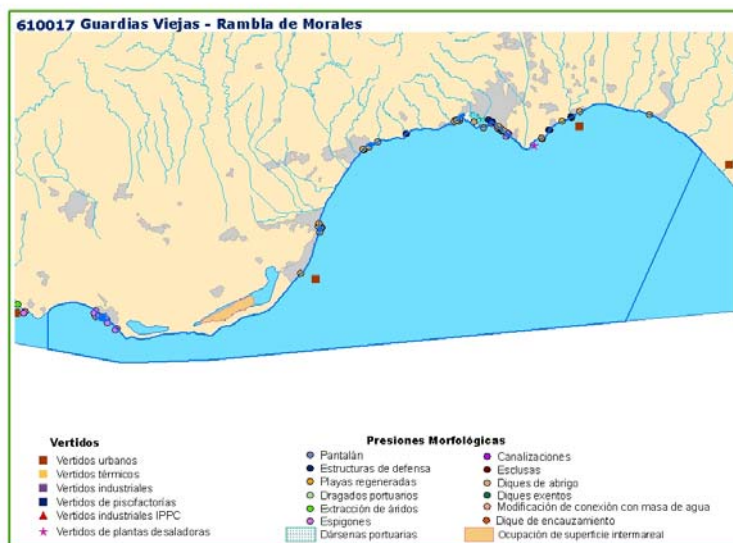 610017 Guardias Viejas - Rambla de Morales
Vertidos
Vertidos urbanos
Vertidos térmicos
Vertidos industriales
Vertidos de piscifactorías
Vertidos industriales IPPC
Vertidos de plantas desaladoras
Presiones Morfológicas
Pantalán
Estructuras de defensa
Playas regeneradas
Dragados portuarios
Extracción de áridos
Espigones
Dársenas portuarias
Canalizaciones
Esclusas
Diques de abrigo
Diques exentos
Modificación de conexión con masa de agua
Dique de encauzamiento
Ocupación de superficie intermareal